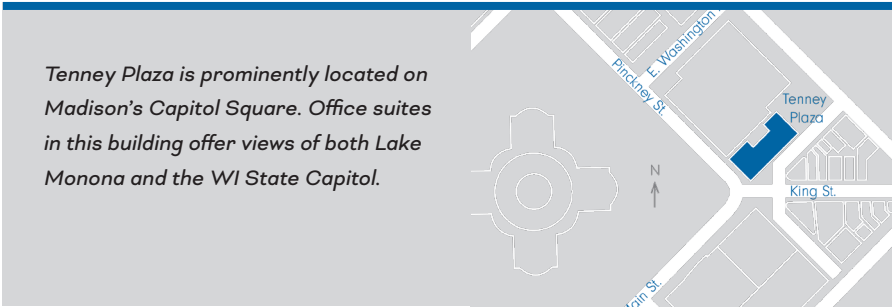 Tenney Plaza is prominently located on
Madison's Capitol Square. Office suites
in this building offer views of both Lake
Monona and the WI State Capitol.
E. Washington
Pinckney St.
Tenney
Plaza
N
King St.
St.